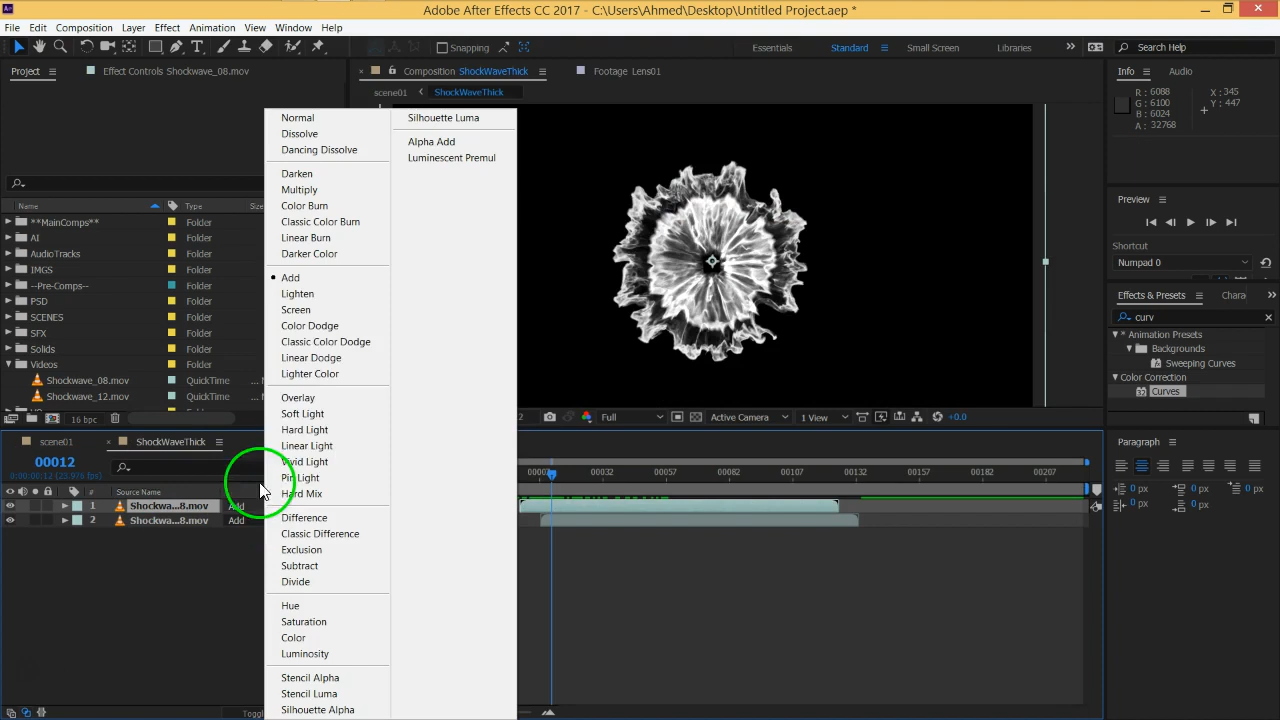 Adobe After Effects CC 2017 - C:\Users\Ahmed\Desktop\Untitled Project.aep *
File Edit Composition Layer Effect Animation View Window Help
Snapping
Essentials Standard Small Screen Libraries Search Help
Project Effect Controls Shockwave_08.mov
Composition ShockWaveThick Footage Lens01
scene01 ShockWaveThick
Info Audio
R: 6088
G: 6100
B: 6024
A: 32768
X: 345
Y: 447
Preview
Shortcut
Numpad 0
Effects & Presets Chara
curv
* Animation Presets
Backgrounds
Sweeping Curves
Color Correction
Curves
Paragraph
0 px 0 px 0 px
0 px 0 px
Name Type Size
**MainComps** Folder
AI Folder
AudioTracks Folder
IMGS Folder
--Pre-Comps-- Folder
PSD Folder
SCENES Folder
SFX Folder
Solids Folder
Videos Folder
Shockwave_08.mov QuickTime
Shockwave_12.mov QuickTime
16 bpc
Normal
Dissolve
Dancing Dissolve
Darken
Multiply
Color Burn
Classic Color Burn
Linear Burn
Darker Color
Add
Lighten
Screen
Color Dodge
Classic Color Dodge
Linear Dodge
Lighter Color
Overlay
Soft Light
Hard Light
Linear Light
Vivid Light
Pin Light
Hard Mix
Difference
Classic Difference
Exclusion
Subtract
Divide
Hue
Saturation
Color
Luminosity
Stencil Alpha
Stencil Luma
Silhouette Alpha
Silhouette Luma
Alpha Add
Luminescent Premul
Full Active Camera 1 View +0.0
scene01 ShockWaveThick
00012
0:00:00:12 (23.976 fps)
# Source Name
1 Shockwa...8.mov Add
2 Shockwa...8.mov Add
00032 00057 00082 00107 00132 00157 00182 00207